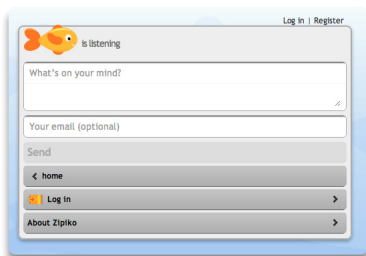 Log in | Register
is listening
What's on your mind?
Your email (optional)
Send
home
Log in
About Zipiko